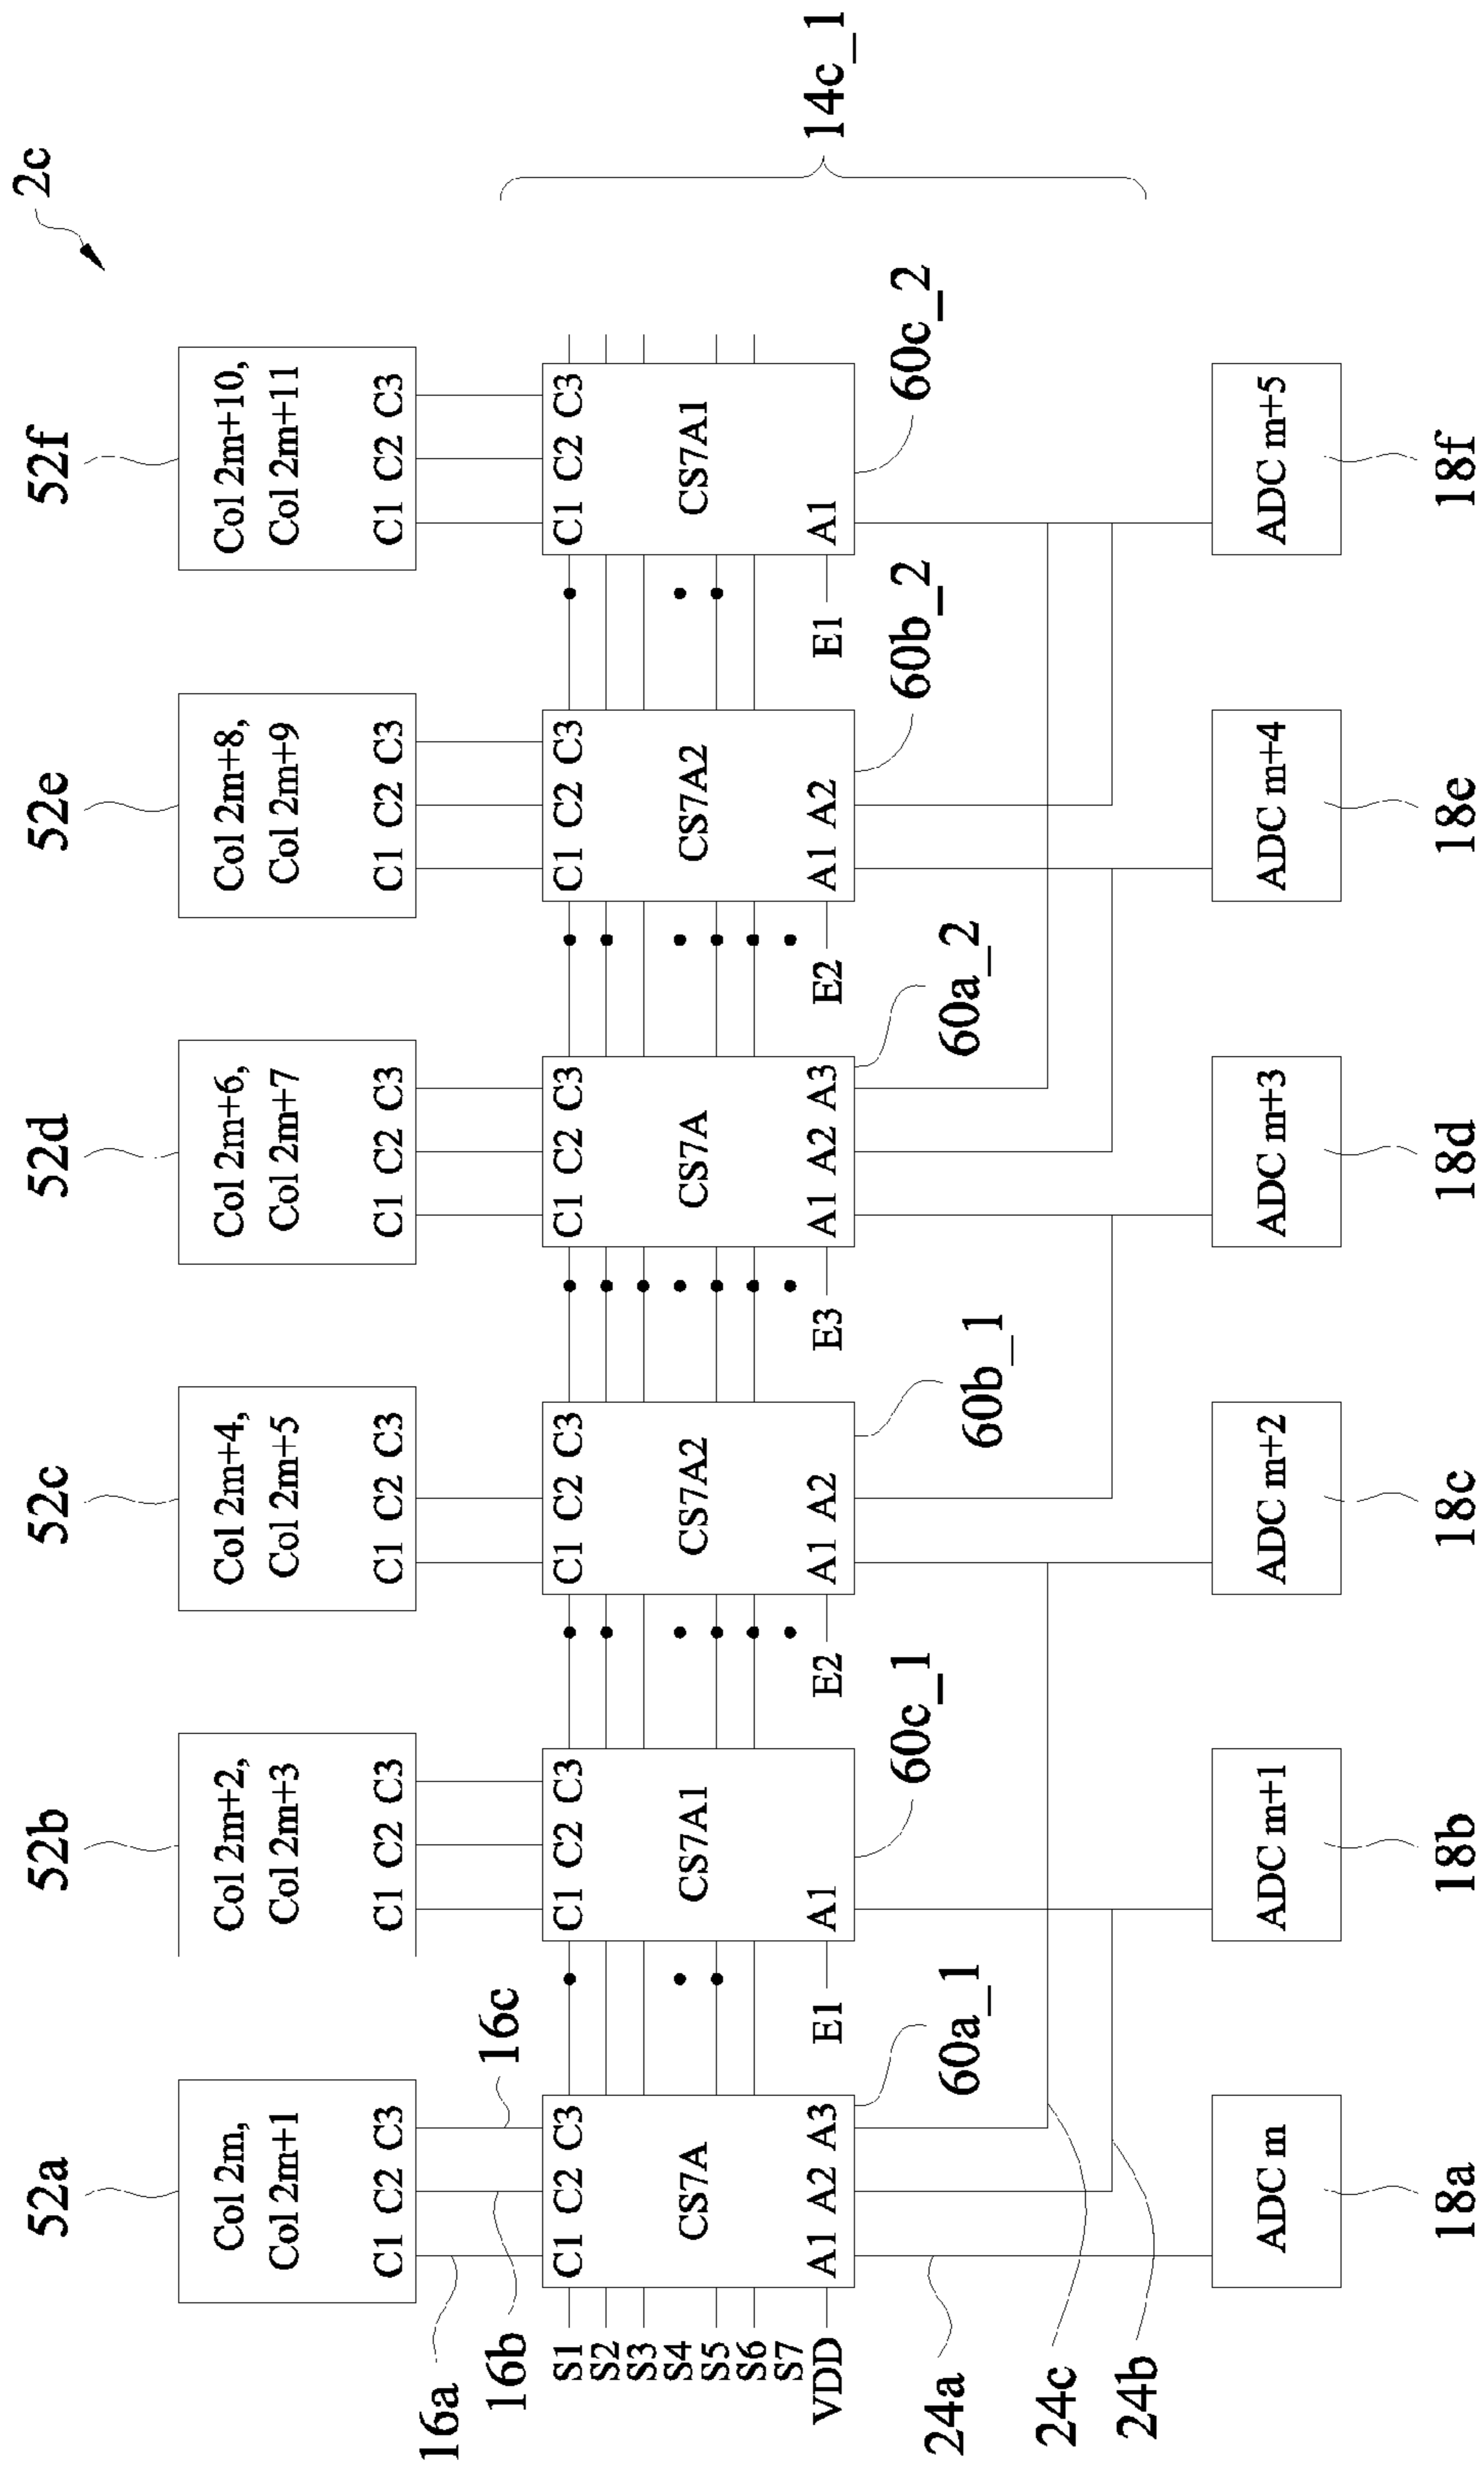 2c
52a
52b
52c
52d
52e
52f
Col 2m,
Col 2m+1
C1 C2 C3
Col 2m+2,
Col 2m+3
C1 C2 C3
Col 2m+4,
Col 2m+5
C1 C2 C3
Col 2m+6,
Col 2m+7
C1 C2 C3
Col 2m+8,
Col 2m+9
C1 C2 C3
Col 2m+10,
Col 2m+11
C1 C2 C3
16a
16b
16c
S1
S2
S3
S4
S5
S6
S7
VDD
C1 C2 C3
CS7A
A1 A2 A3
E1
C1 C2 C3
CS7A1
A1
E2
C1 C2 C3
CS7A2
A1 A2
E3
C1 C2 C3
CS7A
A1 A2 A3
E2
C1 C2 C3
CS7A2
A1 A2
E1
C1 C2 C3
CS7A1
A1
14c_1
60a_1
60c_1
60b_1
60a_2
60b_2
60c_2
24a
24c
24b
ADC m
ADC m+1
ADC m+2
ADC m+3
ADC m+4
ADC m+5
18a
18b
18c
18d
18e
18f